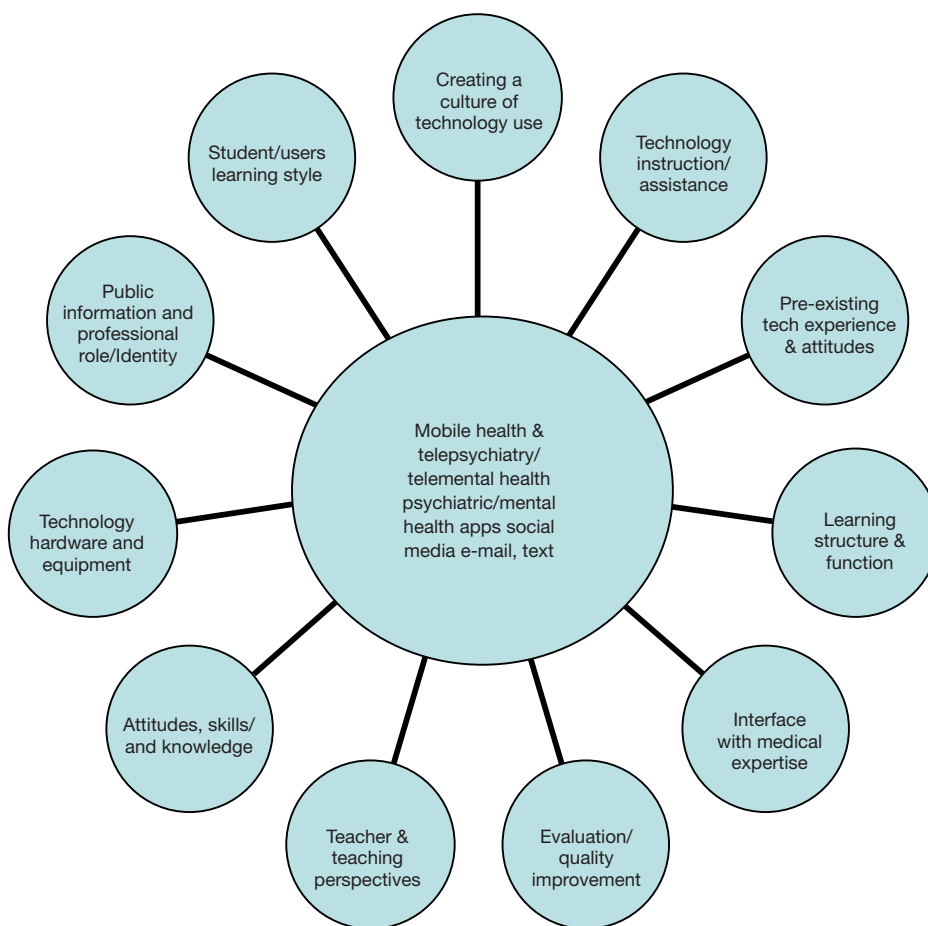 Creating a
culture of
technology use
Technology
instruction/
assistance
Pre-existing
tech experience
& attitudes
Learning
structure &
function
Interface
with medical
expertise
Evaluation/
quality
improvement
Teacher &
teaching
perspectives
Attitudes, skills/
and knowledge
Technology
hardware and
equipment
Public
information and
professional
role/Identity
Student/users
learning style
Mobile health &
telepsychiatry/
telemental health
psychiatric/mental
health apps social
media e-mail, text